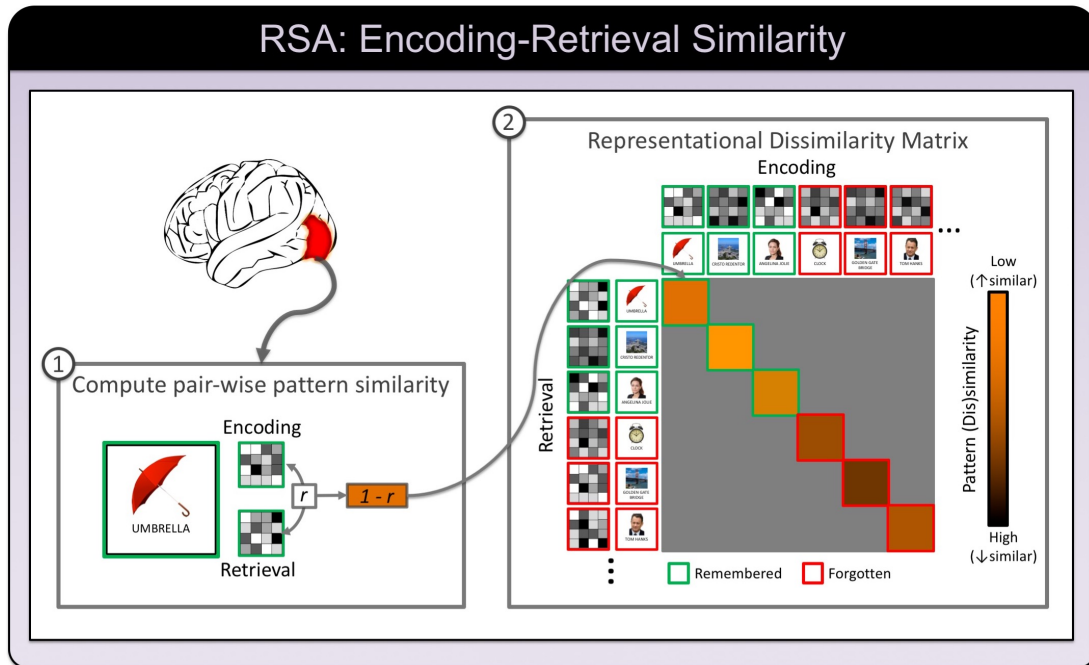 RSA: Encoding-Retrieval Similarity
1
Compute pair-wise pattern similarity
Encoding
UMBRELLA
r
1 - r
Retrieval
2
Representational Dissimilarity Matrix
Encoding
...
UMBRELLA
CRISTO REDENTOR
ANGELINA JOLIE
CLOCK
GOLDEN GATE
BRIDGE
TOM HANKS
Retrieval
UMBRELLA
CRISTO REDENTOR
ANGELINA JOLIE
CLOCK
GOLDEN GATE
BRIDGE
TOM HANKS
...
Low
(↑similar)
Pattern (Dis)similarity
High
(↓similar)
Remembered
Forgotten